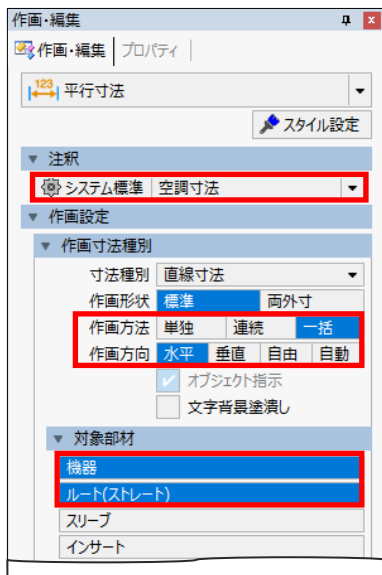 作画・編集
作画・編集 プロパティ
123 平行寸法
スタイル設定
注釈
システム標準 空調寸法
作画設定
作画寸法種別
寸法種別 直線寸法
作画形状 標準 両外寸
作画方法 単独 連続 一括
作画方向 水平 垂直 自由 自動
オブジェクト指示
文字背景塗潰し
対象部材
機器
ルート(ストレート)
スリーブ
インサート